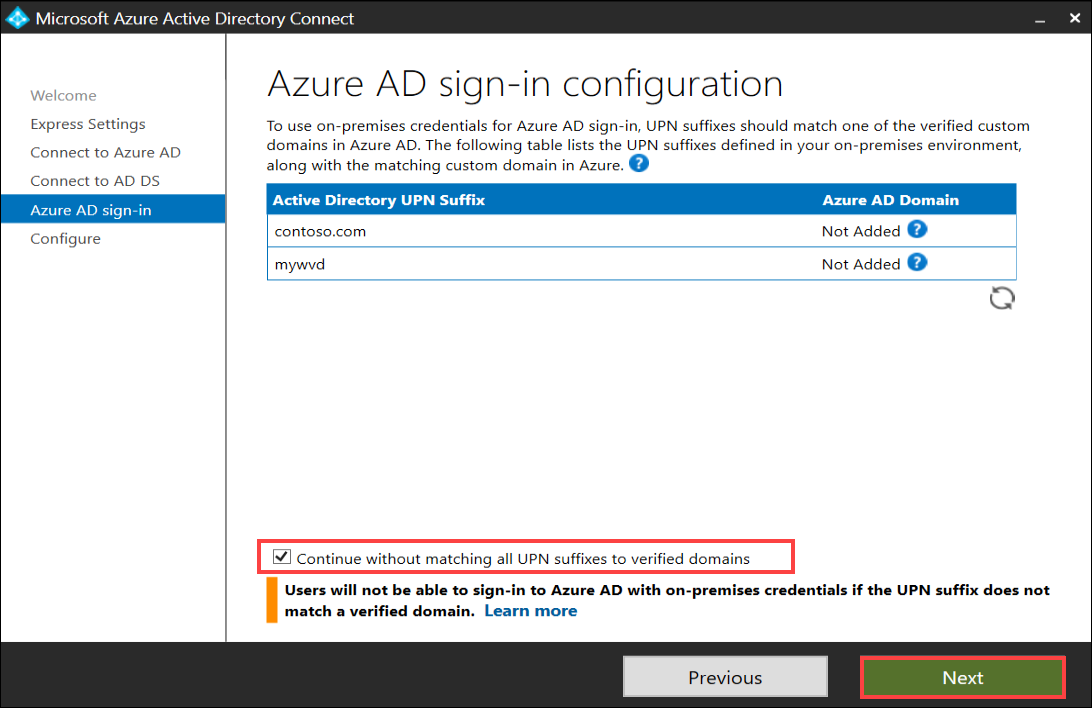 Microsoft Azure Active Directory Connect
Welcome
Express Settings
Connect to Azure AD
Connect to AD DS
Azure AD sign-in
Configure
Azure AD sign-in configuration
To use on-premises credentials for Azure AD sign-in, UPN suffixes should match one of the verified custom
domains in Azure AD. The following table lists the UPN suffixes defined in your on-premises environment,
along with the matching custom domain in Azure. ?
Active Directory UPN Suffix Azure AD Domain
contoso.com Not Added ?
mywvd Not Added ?
Continue without matching all UPN suffixes to verified domains
Users will not be able to sign-in to Azure AD with on-premises credentials if the UPN suffix does not
match a verified domain. Learn more
Previous Next